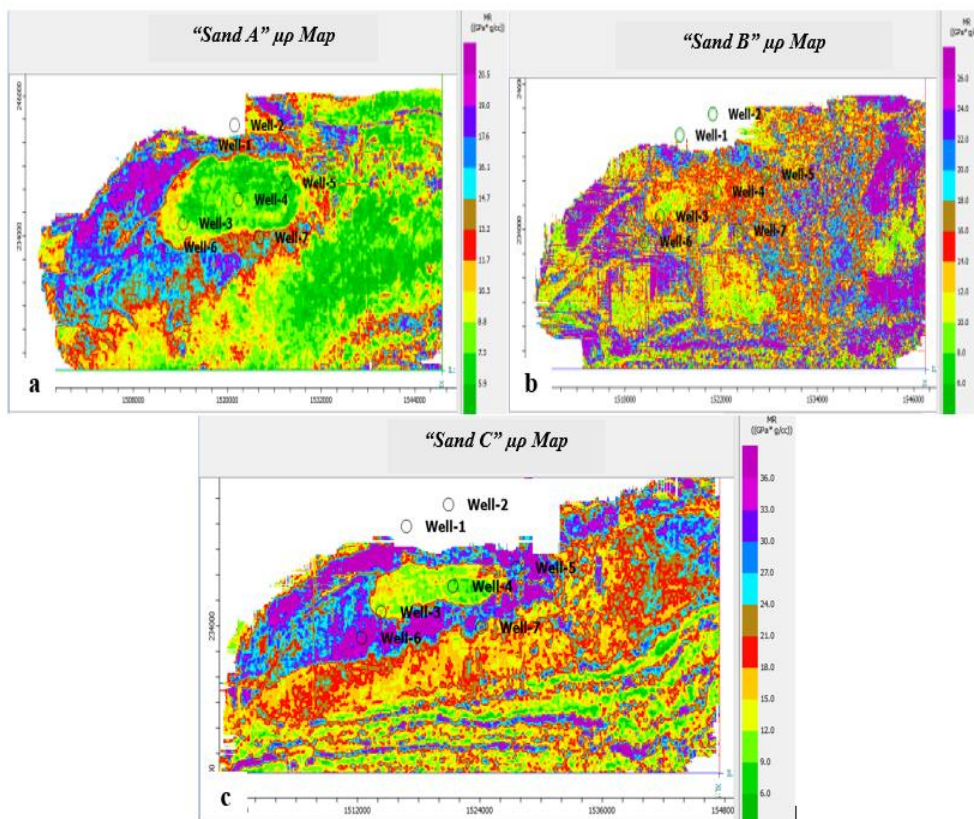 "Sand A" μρ Map
MR
((GPa* g/cc)
20.5
19.0
17.6
16.1
14.7
13.2
11.7
10.3
8.8
7.3
5.9
246000
234000
Well-2
Well-1
Well-5
Well-4
Well-3
Well-7
Well-6
a
1508000 1520000 1532000 1544000
"Sand B" μρ Map
MR
((GPa* g/cc)
26.0
24.0
22.0
20.0
18.0
16.0
14.0
12.0
10.0
8.0
6.0
234000
Well-2
Well-1
Well-5
Well-4
Well-3
Well-7
Well-6
b
1510000 1522000 1534000 1546000
"Sand C" μρ Map
MR
((GPa* g/cc)
36.0
33.0
30.0
27.0
24.0
21.0
18.0
15.0
12.0
9.0
6.0
234000
Well-2
Well-1
Well-5
Well-4
Well-3
Well-7
Well-6
c
1512000 1524000 1536000 154800